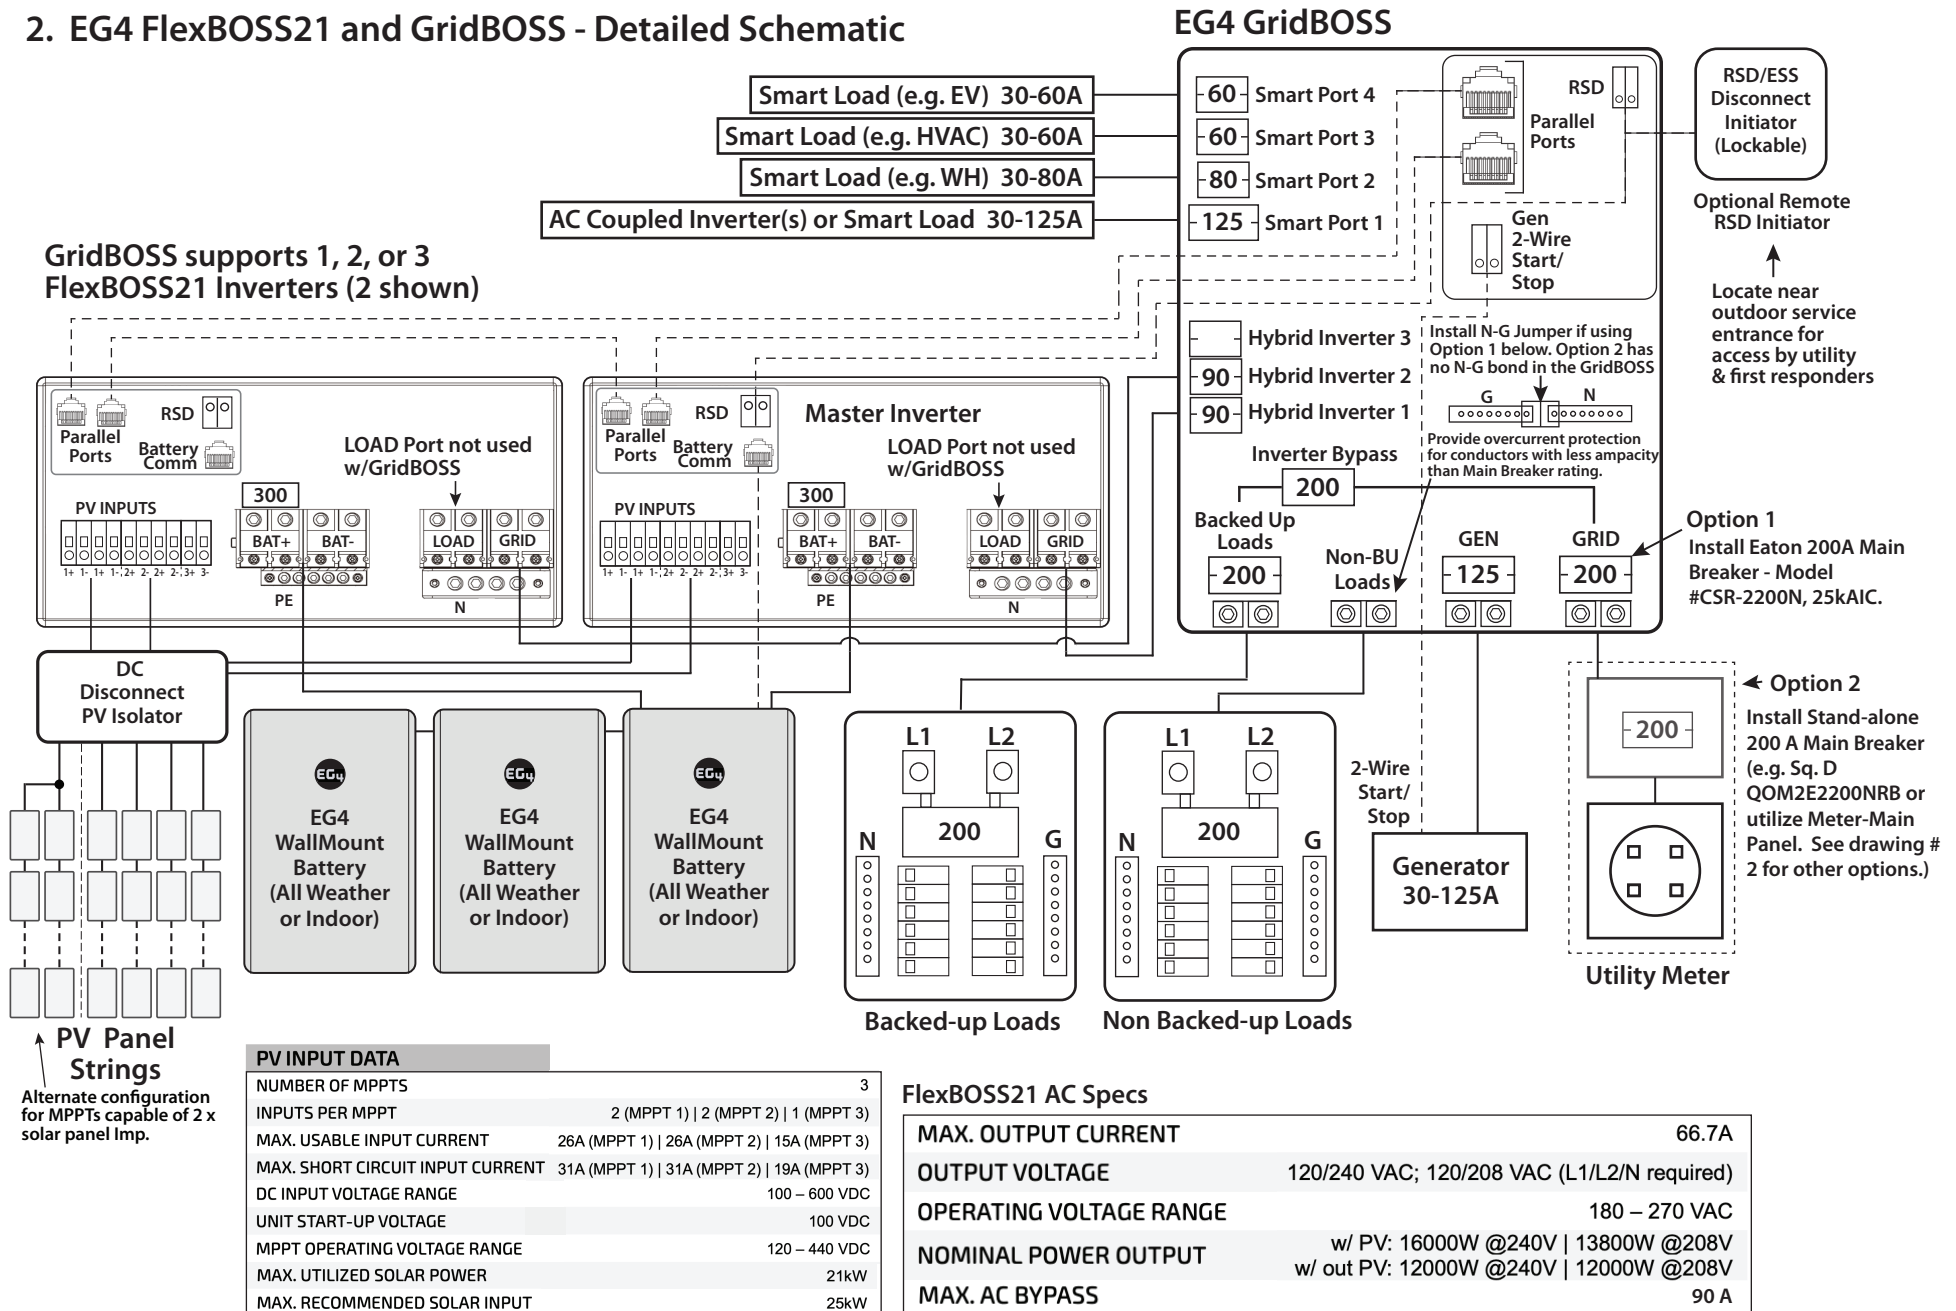 2. EG4 FlexBOSS21 and GridBOSS - Detailed Schematic
EG4 GridBOSS
Smart Load (e.g. EV) 30-60A
Smart Load (e.g. HVAC) 30-60A
Smart Load (e.g. WH) 30-80A
AC Coupled Inverter(s) or Smart Load 30-125A
60 Smart Port 4
60 Smart Port 3
80 Smart Port 2
125 Smart Port 1
RSD
Parallel
Ports
Gen
2-Wire
Start/
Stop
RSD/ESS
Disconnect
Initiator
(Lockable)
Optional Remote
RSD Initiator
Locate near
outdoor service
entrance for
access by utility
& first responders
GridBOSS supports 1, 2, or 3
FlexBOSS21 Inverters (2 shown)
Hybrid Inverter 3
90 Hybrid Inverter 2
90 Hybrid Inverter 1
Install N-G Jumper if using
Option 1 below. Option 2 has
no N-G bond in the GridBOSS
G
N
Provide overcurrent protection
for conductors with less ampacity
than Main Breaker rating.
Inverter Bypass
200
Backed Up
Loads
200
Non-BU
Loads
GEN
125
GRID
200
Option 1
Install Eaton 200A Main
Breaker - Model
#CSR-2200N, 25kAIC.
Parallel
Ports
RSD
Battery
Comm
LOAD Port not used
w/GridBOSS
PV INPUTS
1+ 1- 1+ 1- 2+ 2- 2+ 2- 3+ 3-
300
BAT+
BAT-
PE
LOAD
GRID
N
Parallel
Ports
RSD
Battery
Comm
Master Inverter
LOAD Port not used
w/GridBOSS
PV INPUTS
1+ 1- 1+ 1- 2+ 2- 2+ 2- 3+ 3-
300
BAT+
BAT-
PE
LOAD
GRID
N
DC
Disconnect
PV Isolator
EG4
EG4
WallMount
Battery
(All Weather
or Indoor)
EG4
EG4
WallMount
Battery
(All Weather
or Indoor)
EG4
EG4
WallMount
Battery
(All Weather
or Indoor)
L1
L2
200
N
G
Backed-up Loads
L1
L2
200
N
G
Non Backed-up Loads
2-Wire
Start/
Stop
Generator
30-125A
200
Utility Meter
Option 2
Install Stand-alone
200 A Main Breaker
(e.g. Sq. D
QOM2E2200NRB or
utilize Meter-Main
Panel. See drawing #
2 for other options.)
PV Panel
Strings
Alternate configuration
for MPPTs capable of 2 x
solar panel Imp.
PV INPUT DATA
NUMBER OF MPPTS 3
INPUTS PER MPPT 2 (MPPT 1) | 2 (MPPT 2) | 1 (MPPT 3)
MAX. USABLE INPUT CURRENT 26A (MPPT 1) | 26A (MPPT 2) | 15A (MPPT 3)
MAX. SHORT CIRCUIT INPUT CURRENT 31A (MPPT 1) | 31A (MPPT 2) | 19A (MPPT 3)
DC INPUT VOLTAGE RANGE 100 – 600 VDC
UNIT START-UP VOLTAGE 100 VDC
MPPT OPERATING VOLTAGE RANGE 120 – 440 VDC
MAX. UTILIZED SOLAR POWER 21kW
MAX. RECOMMENDED SOLAR INPUT 25kW
FlexBOSS21 AC Specs
MAX. OUTPUT CURRENT 66.7A
OUTPUT VOLTAGE 120/240 VAC; 120/208 VAC (L1/L2/N required)
OPERATING VOLTAGE RANGE 180 – 270 VAC
NOMINAL POWER OUTPUT w/ PV: 16000W @240V | 13800W @208V
w/ out PV: 12000W @240V | 12000W @208V
MAX. AC BYPASS 90 A